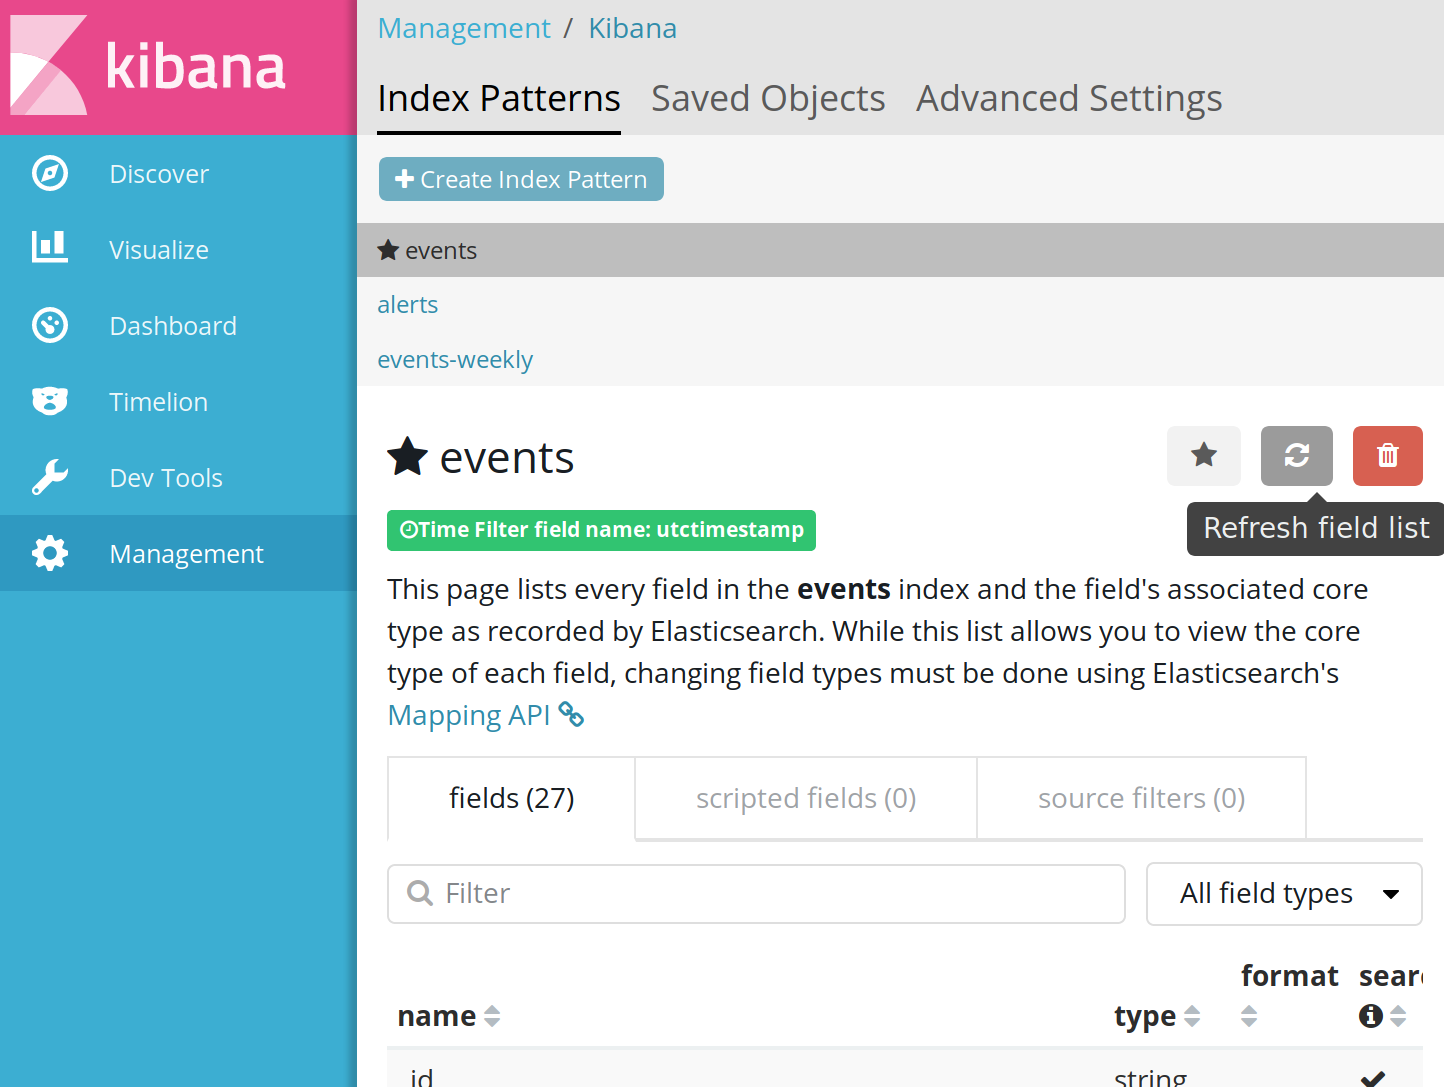 kibana
Discover
Visualize
Dashboard
Timelion
Dev Tools
Management
Management / Kibana
Index Patterns Saved Objects Advanced Settings
Create Index Pattern
events
alerts
events-weekly
events
Refresh field list
Time Filter field name: utctimestamp
This page lists every field in the events index and the field's associated core
type as recorded by Elasticsearch. While this list allows you to view the core
type of each field, changing field types must be done using Elasticsearch's
Mapping API
fields (27) scripted fields (0) source filters (0)
Filter All field types
name type format
id string